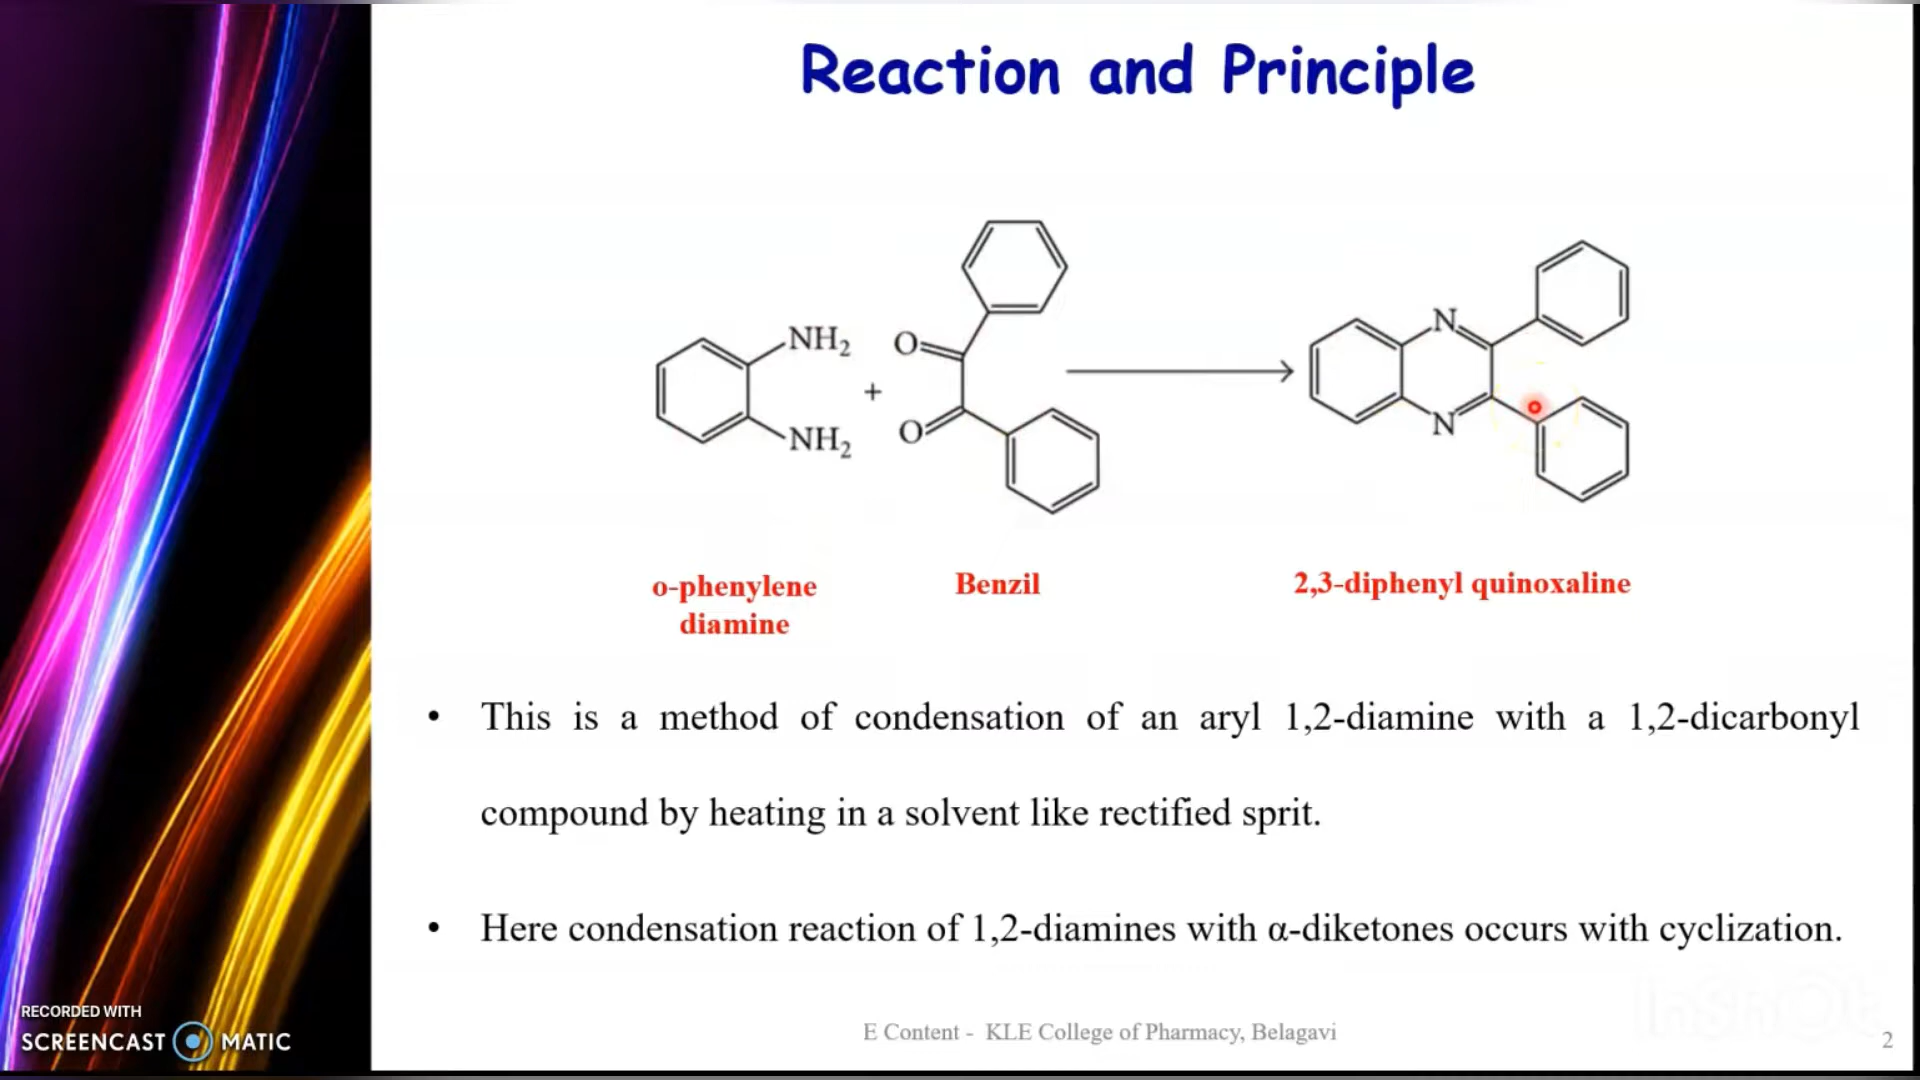 Reaction and Principle
NH2
NH2
+
O
O
N
N
o-phenylene
diamine
Benzil
2,3-diphenyl quinoxaline
• This is a method of condensation of an aryl 1,2-diamine with a 1,2-dicarbonyl
compound by heating in a solvent like rectified sprit.
• Here condensation reaction of 1,2-diamines with α-diketones occurs with cyclization.
RECORDED WITH
SCREENCAST MATIC
E Content - KLE College of Pharmacy, Belagavi
2